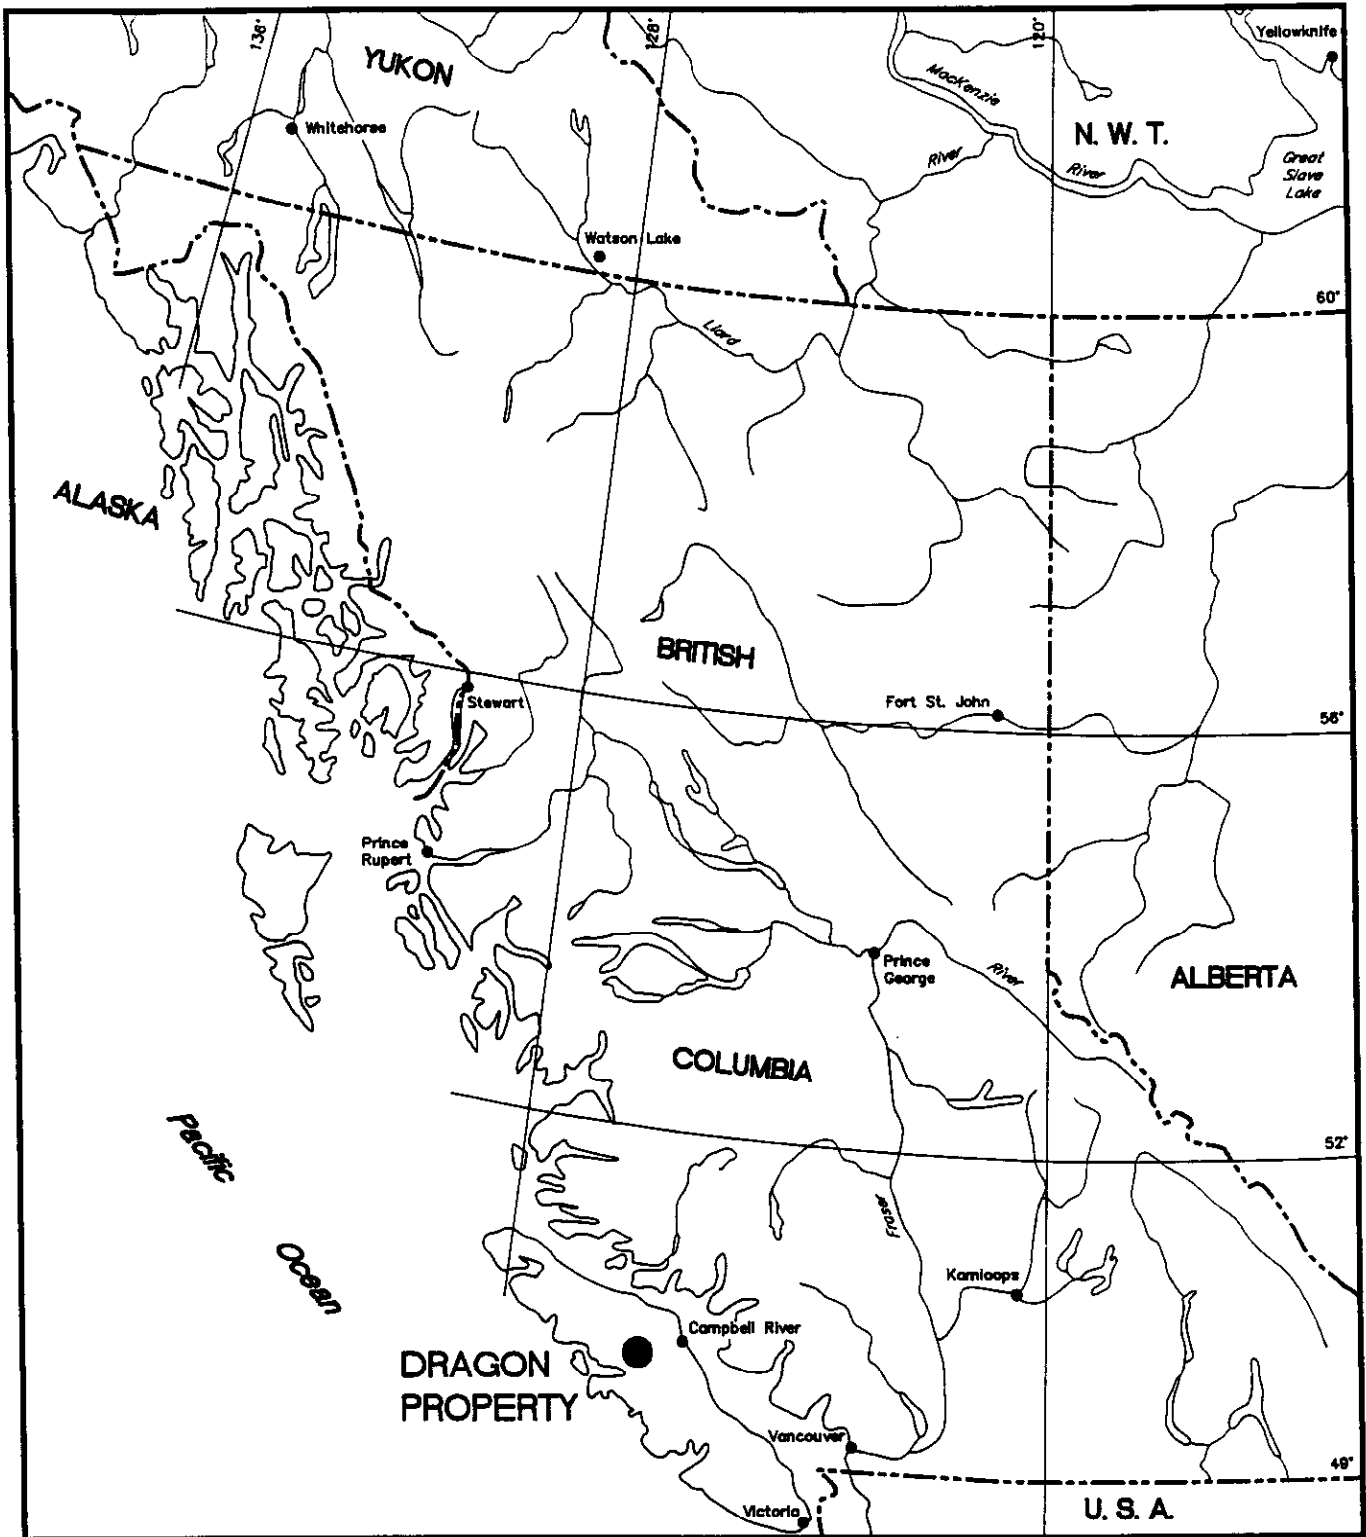 136°
128°
120°
Yellowknife
YUKON
MacKenzie
Whitehorse
N. W. T.
River
River
Great
Slave
Lake
Watson Lake
60°
Liard
ALASKA
BRITISH
Stewart
Fort St. John
56°
Prince
Rupert
Prince
George
River
ALBERTA
COLUMBIA
Pacific
52°
Fraser
Ocean
Kamloops
Campbell River
DRAGON
PROPERTY
Vancouver
49°
Victoria
U. S. A.